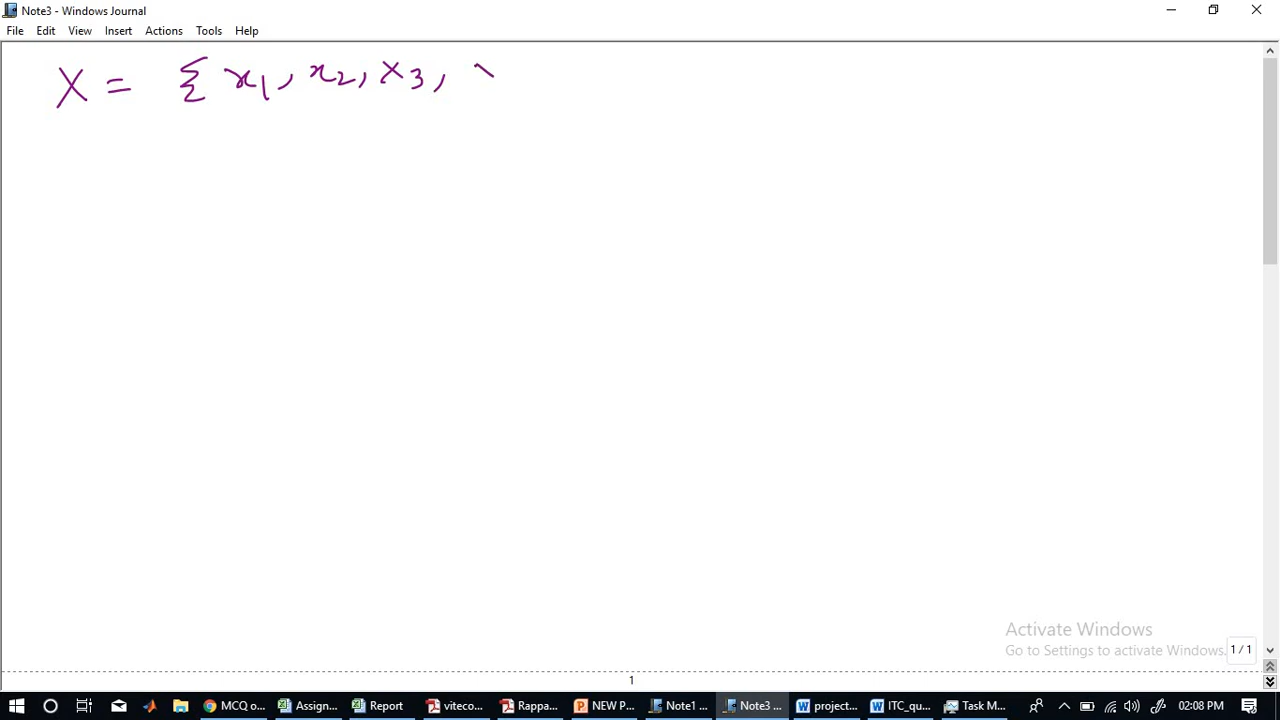 Note3 - Windows Journal
File Edit View Insert Actions Tools Help
X = { x1, x2, x3,
Activate Windows
Go to Settings to activate Windows.
1 / 1
1
MCQ o... Assign... Report viteco... Rappa... NEW P... Note1 ... Note3 ... project... ITC_qu... Task M... 02:08 PM